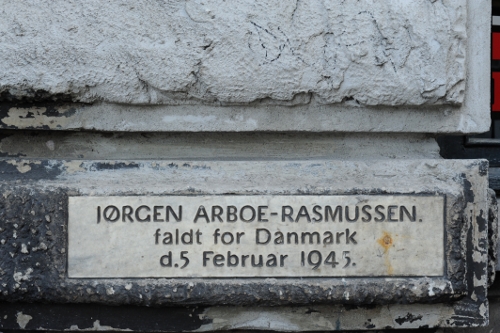 JØRGEN ARBOE-RASMUSSEN.
faldt for Danmark
d.5 Februar 1945.